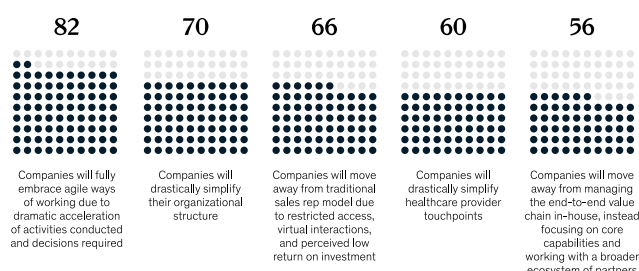 82
Companies will fully
embrace agile ways
of working due to
dramatic acceleration
of activities conducted
and decisions required
70
Companies will
drastically simplify
their organizational
structure
66
Companies will move
away from traditional
sales rep model due
to restricted access,
virtual interactions,
and perceived low
return on investment
60
Companies will
drastically simplify
healthcare provider
touchpoints
56
Companies will move
away from managing
the end-to-end value
chain in-house, instead
focusing on core
capabilities and
working with a broader
ecosystem of partners